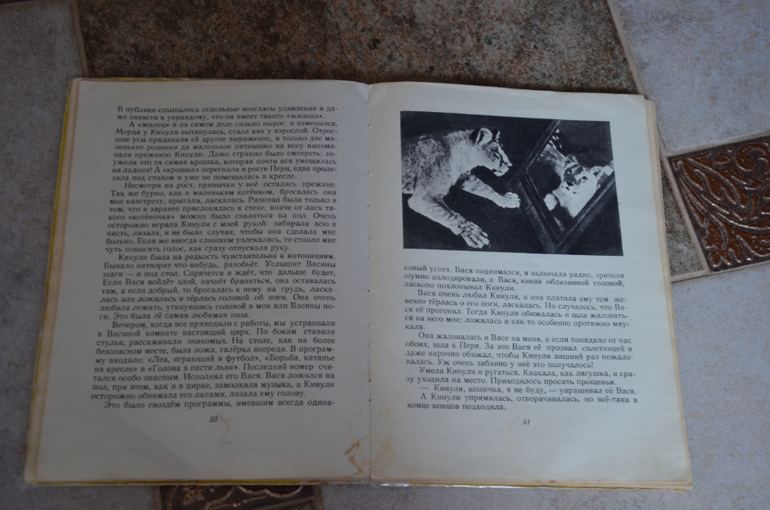 В публике слышались отдельные возгласы удивления и да-
же зависти к управдому, что он имеет такого «жильца».
А «жилец» и на самом деле сильно вырос и изменился.
Морда у Кинули вытянулась, стала как у взрослой. Отрос-
шие усы придавали ей другое выражение, и только две ма-
ленькие родинки да маленькое пятнышко на носу напоми-
нали прежнюю Кинули. Даже странно было смотреть: не-
ужели это та самая крошка, которая почти вся умещалась
на ладони! А «крошка» перегнала в росте Пери, едва проле-
зала под столом и уже не помещалась в кресле.
Несмотря на рост, привычки у неё остались прежние.
Так же бурно, как и маленьким котёнком, бросалась она
мне навстречу, прыгала, ласкалась. Разница была только в
том, что я заранее прислонялась к стене, иначе от ласк та-
кого «котёночка» можно было свалиться на пол. Очень
осторожно играла Кинули с моей рукой: забирала всю в
пасть, лизала, и не было случая, чтобы она сделала мне
больно. Если же иногда слишком увлекалась, то стоило мне
чуть повысить голос, как сразу отпускала руку.
Кинули была на редкость чувствительна к интонациям.
Бывало натворит что-нибудь, разобьёт. Услышит Васины
шаги — и под стол. Спрячется и ждёт, что дальше будет.
Если Вася войдёт злой, начнёт браниться, она оставалась
там, а если добрый, то бросалась к нему на грудь, ласка-
лась или ложилась и тёрлась головой об ноги. Она очень
любила лежать, уткнувшись головой в мои или Васины но-
ги. Это была её самая любимая поза.
Вечером, когда все приходили с работы, мы устраивали
в Васиной комнате настоящий цирк. По бокам ставили
стулья, рассаживали знакомых. На столе, как на более
безопасном месте, была ложа, галёрка впереди. В програм-
му входило: «Лев, играющий в футбол», «Борьба, катанье
на кресле» и «Голова в пасти льва». Последний номер счи-
тался особо опасным. Исполнял его Вася. Вася ложился на
пол, при этом, как и в цирке, замолкала музыка, а Кинули
осторожно обнимала его лапами, лизала ему голову.
Это было гвоздём программы, имевшим всегда одина-
50
ковый успех. Вася поднимался, я включала радио, зрители
шумно аплодировали, а Вася, кивая облизанной головой,
ласково похлопывал Кинули.
Вася очень любил Кинули, и она платила ему тем же:
вечно тёрлась о его ноги, ласкалась. Но случалось, что Ва-
ся её прогонял. Тогда Кинули обижалась и шла жаловать-
ся на него мне: ложилась и как-то особенно протяжно мяу-
кала.
Она жаловалась и Васе на меня, а если попадало от нас
обоих, шла к Пери. За это Вася её прозвал сплетницей и
даже нарочно обижал, чтобы Кинули лишний раз пожало-
валась. Уж очень забавно у неё это получалось!
Умела Кинули и ругаться. Квакала, как лягушка, и сра-
зу уходила на место. Приходилось просить прощенья.
— Кинули, кошечка, я не буду, — упрашивал её Вася.
А Кинули упрямилась, отворачивалась, но всё-таки в
конце концов подходила.
51